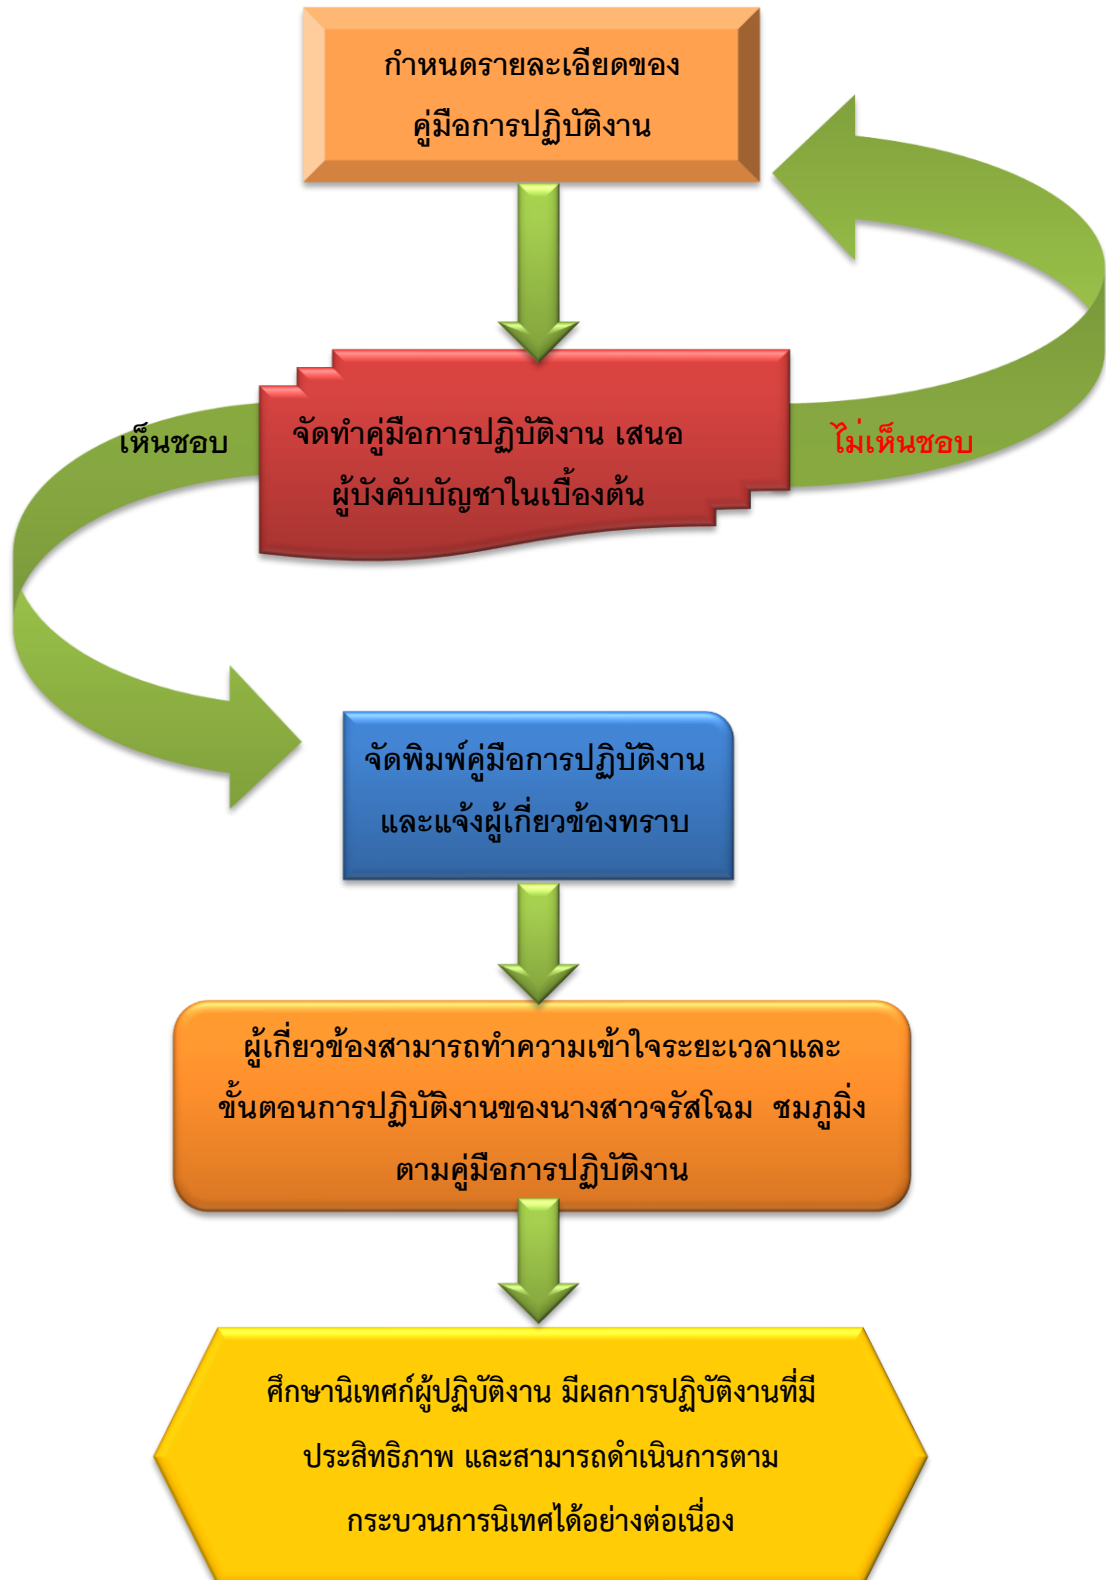 กำหนดรายละเอียดของ
คู่มือการปฏิบัติงาน
เห็นชอบ
จัดทำคู่มือการปฏิบัติงาน เสนอ
ผู้บังคับบัญชาในเบื้องต้น
ไม่เห็นชอบ
จัดพิมพ์คู่มือการปฏิบัติงาน
และแจ้งผู้เกี่ยวข้องทราบ
ผู้เกี่ยวข้องสามารถทำความเข้าใจระยะเวลาและ
ขั้นตอนการปฏิบัติงานของนางสาวจรัสโฉม  ชมภูมิ่ง
ตามคู่มือการปฏิบัติงาน
ศึกษานิเทศก์ผู้ปฏิบัติงาน มีผลการปฏิบัติงานที่มี
ประสิทธิภาพ และสามารถดำเนินการตาม
กระบวนการนิเทศได้อย่างต่อเนื่อง